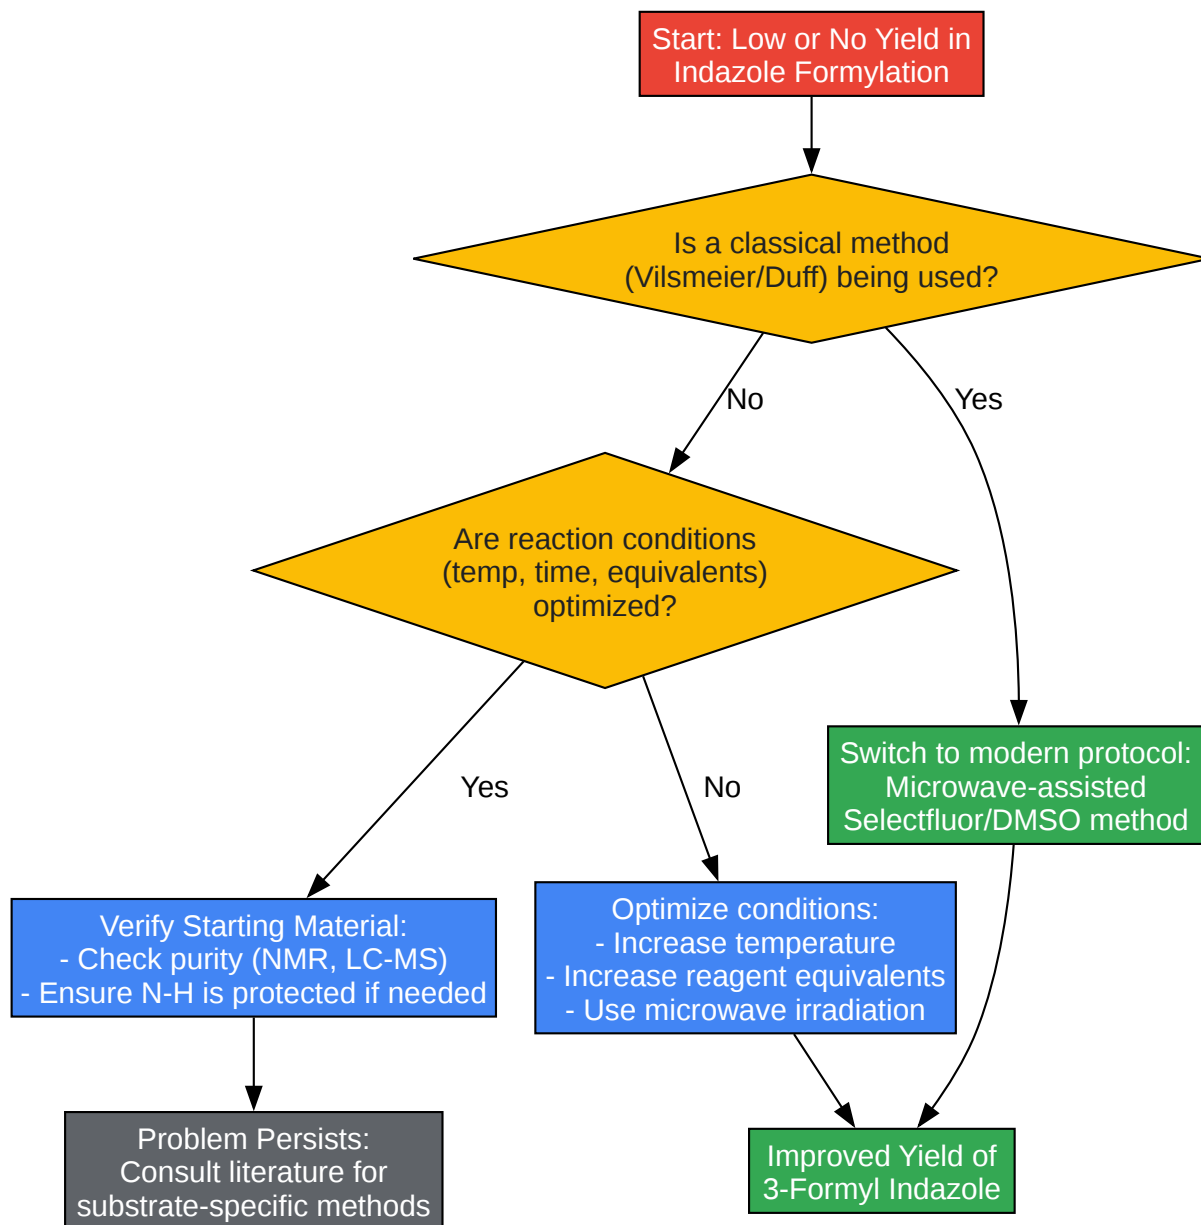 Start: Low or No Yield in
Indazole Formylation
Is a classical method
(Vilsmeier/Duff) being used?
No
Yes
Are reaction conditions
(temp, time, equivalents)
optimized?
Yes
No
Switch to modern protocol:
Microwave-assisted
Selectfluor/DMSO method
Verify Starting Material:
- Check purity (NMR, LC-MS)
- Ensure N-H is protected if needed
Optimize conditions:
- Increase temperature
- Increase reagent equivalents
- Use microwave irradiation
Problem Persists:
Consult literature for
substrate-specific methods
Improved Yield of
3-Formyl Indazole